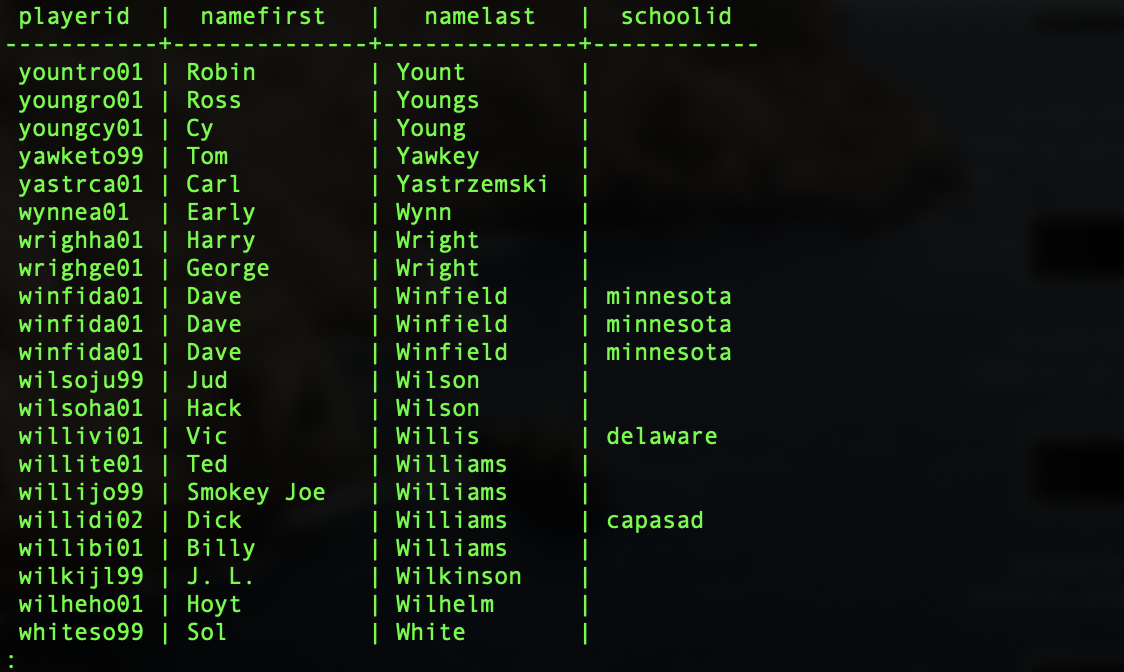 playerid  |  namefirst   |   namelast   |  schoolid
-----------+--------------+--------------+------------
 yountro01 | Robin        | Yount        |
 youngro01 | Ross         | Youngs       |
 youngcy01 | Cy           | Young        |
 yawketo99 | Tom          | Yawkey       |
 yastrca01 | Carl         | Yastrzemski  |
 wynnea01  | Early        | Wynn         |
 wrighha01 | Harry        | Wright       |
 wrighge01 | George       | Wright       |
 winfida01 | Dave         | Winfield     | minnesota
 winfida01 | Dave         | Winfield     | minnesota
 winfida01 | Dave         | Winfield     | minnesota
 wilsoju99 | Jud          | Wilson       |
 wilsoha01 | Hack         | Wilson       |
 willivi01 | Vic          | Willis       | delaware
 willite01 | Ted          | Williams     |
 willijo99 | Smokey Joe   | Williams     |
 willidi02 | Dick         | Williams     | capasad
 willibi01 | Billy        | Williams     |
 wilkijl99 | J. L.        | Wilkinson    |
 wilheho01 | Hoyt         | Wilhelm      |
 whiteso99 | Sol          | White        |
: